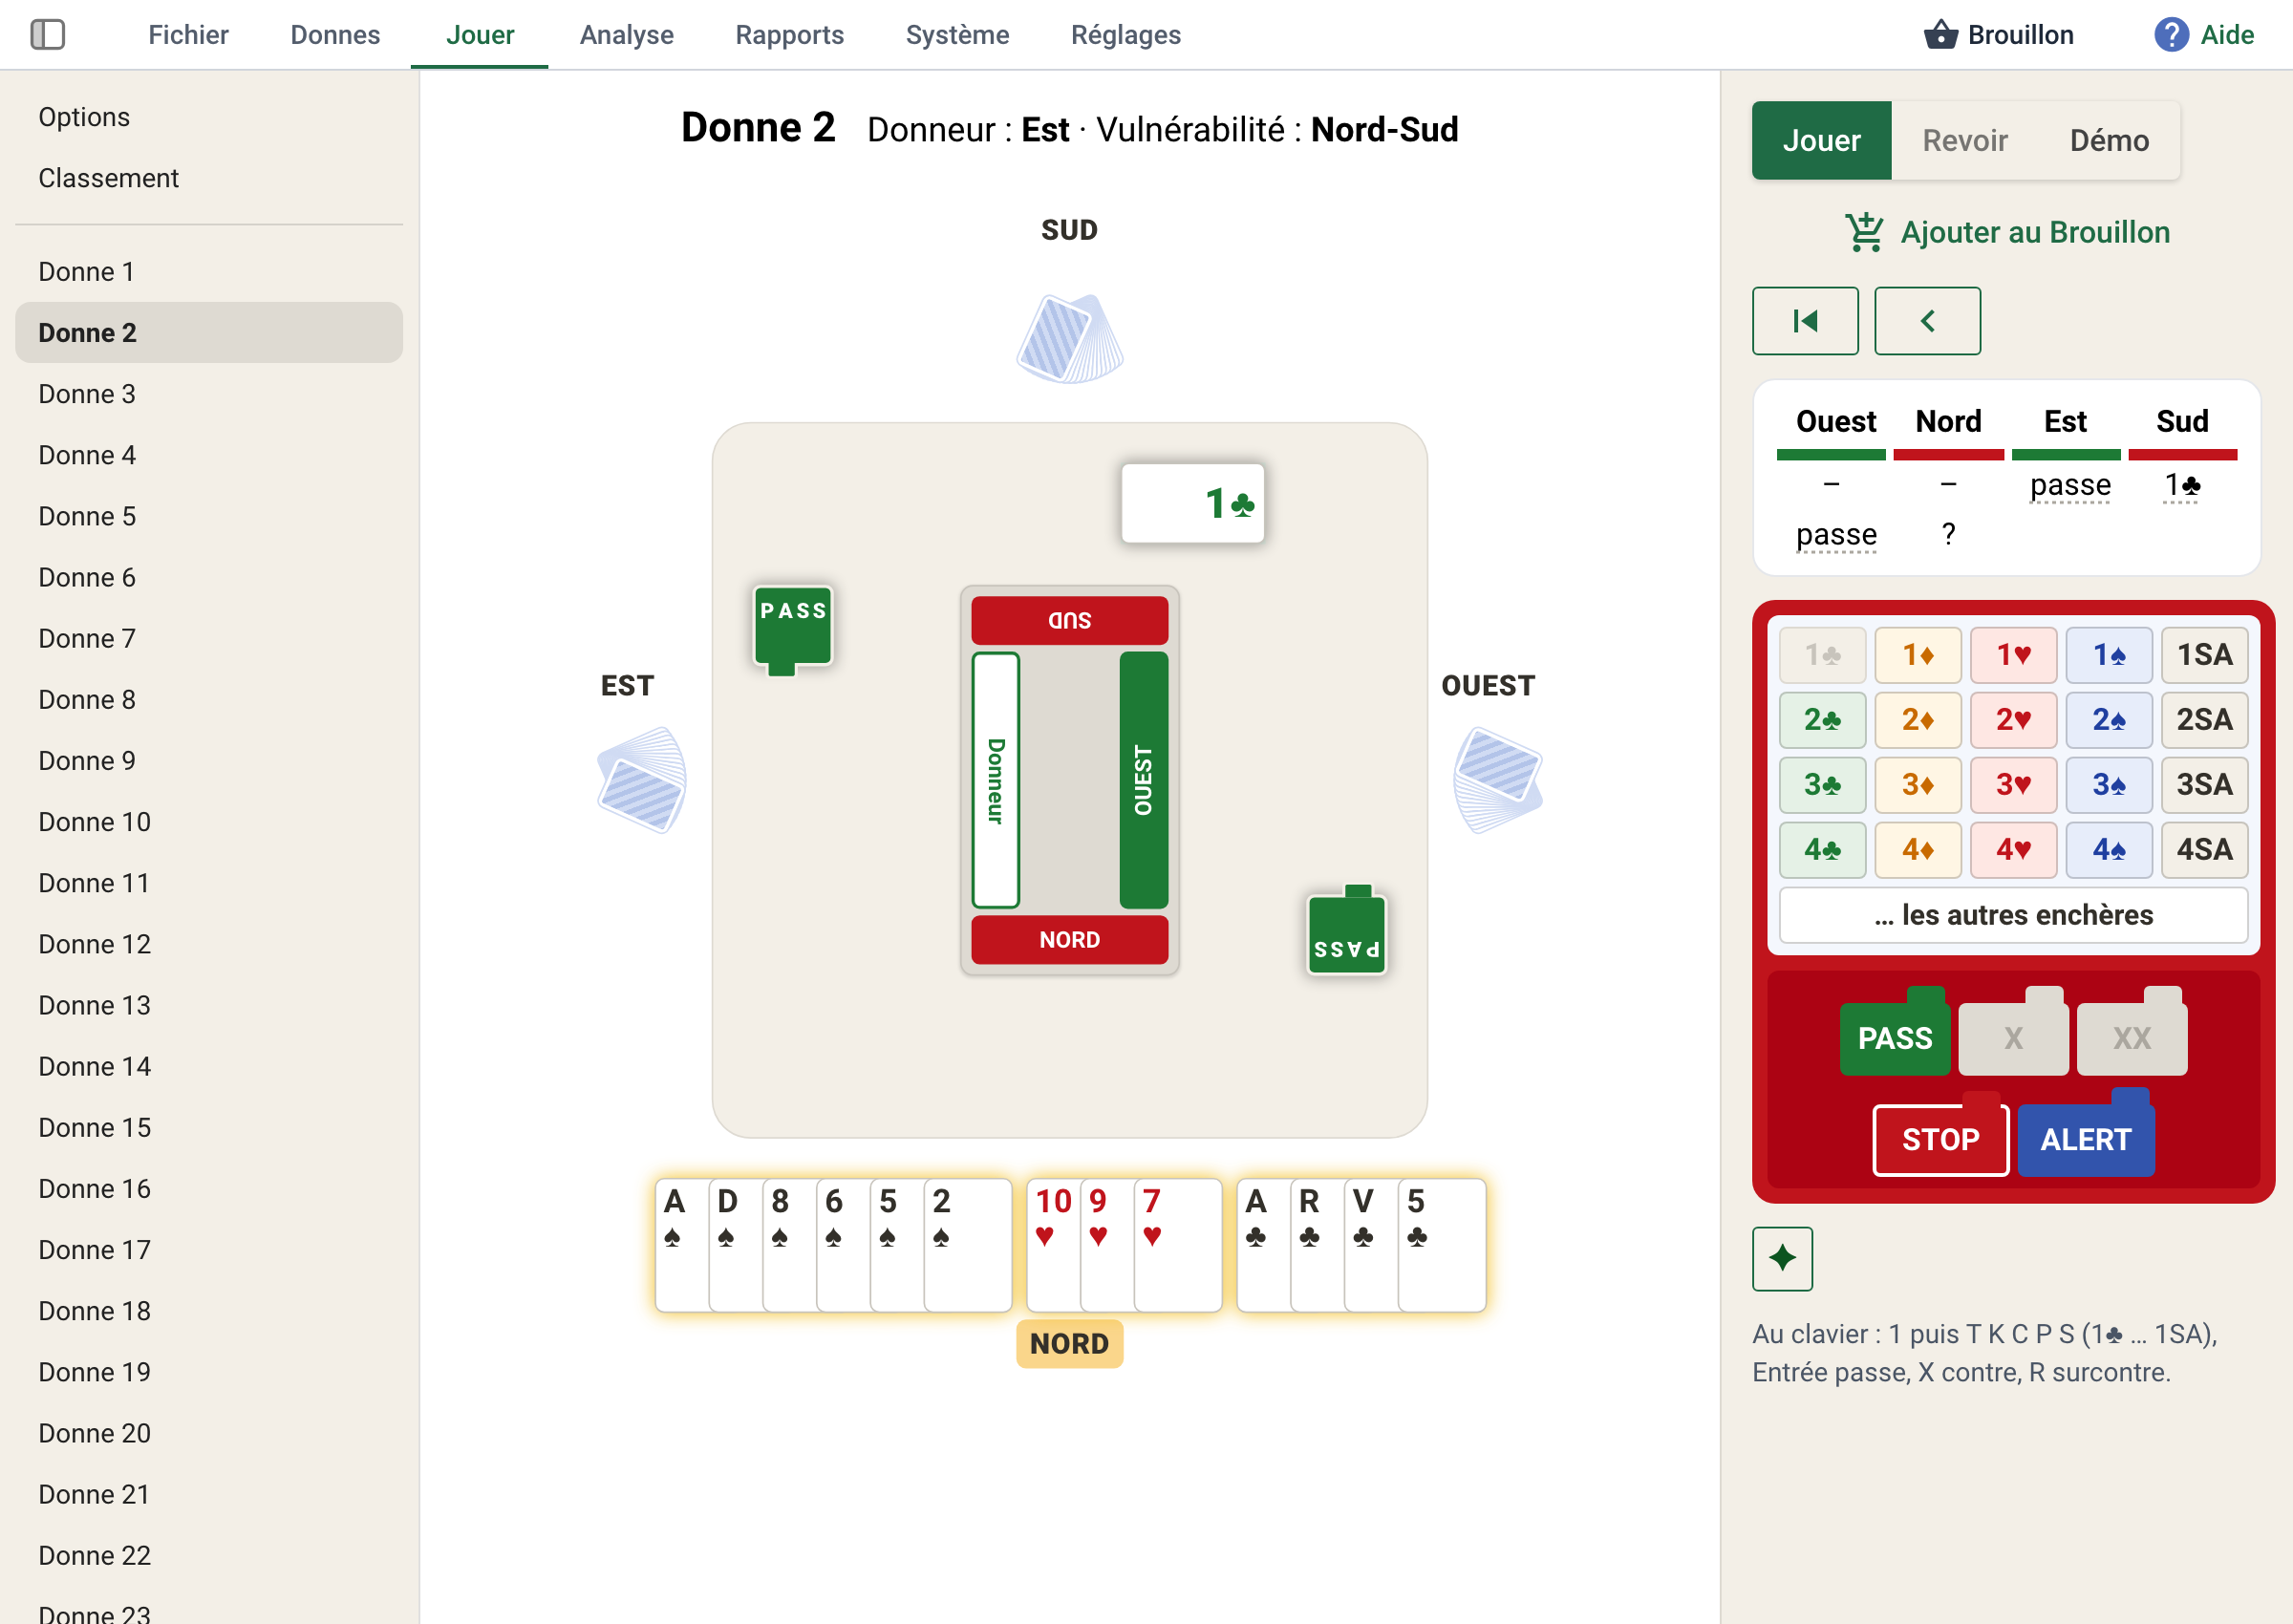 Fichier Donnes Jouer Analyse Rapports Système Réglages Brouillon ? Aide
Options
Classement
Donne 1
Donne 2
Donne 3
Donne 4
Donne 5
Donne 6
Donne 7
Donne 8
Donne 9
Donne 10
Donne 11
Donne 12
Donne 13
Donne 14
Donne 15
Donne 16
Donne 17
Donne 18
Donne 19
Donne 20
Donne 21
Donne 22
Donne 23
Donne 2 Donneur : Est · Vulnérabilité : Nord-Sud
SUD
1♣
PASS
SUD
EST
OUEST
Donneur
OUEST
NORD
PASS
A D 8 6 5 2 10 9 7 A R V 5
♠ ♠ ♠ ♠ ♠ ♠ ♥ ♥ ♥ ♣ ♣ ♣ ♣
NORD
Jouer Revoir Démo
Ajouter au Brouillon
Ouest Nord Est Sud
– – passe 1♣
passe ?
1♣ 1♦ 1♥ 1♠ 1SA
2♣ 2♦ 2♥ 2♠ 2SA
3♣ 3♦ 3♥ 3♠ 3SA
4♣ 4♦ 4♥ 4♠ 4SA
... les autres enchères
PASS X XX
STOP ALERT
Au clavier : 1 puis T K C P S (1♣ ... 1SA),
Entrée passe, X contre, R surcontre.